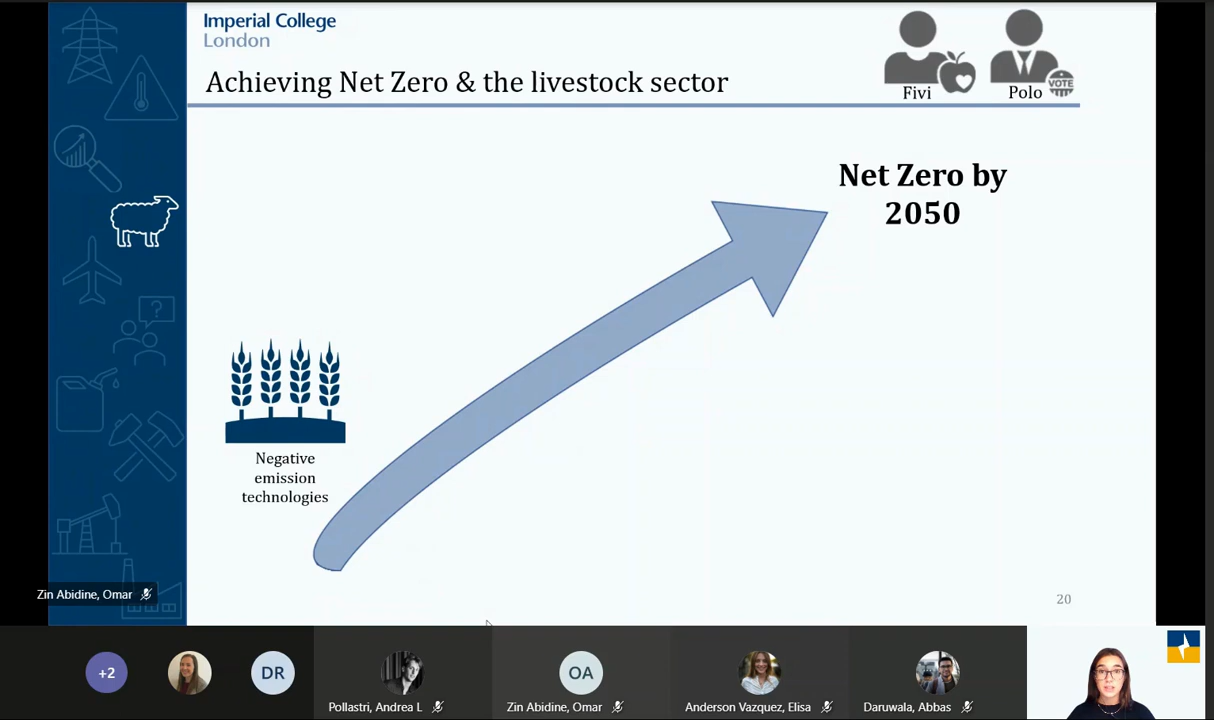 Imperial College
London
Achieving Net Zero & the livestock sector
Fivi
Polo
VOTE
Net Zero by
2050
Negative
emission
technologies
20
Zin Abidine, Omar
+2
DR
OA
Pollastri, Andrea L
Zin Abidine, Omar
Anderson Vazquez, Elisa
Daruwala, Abbas